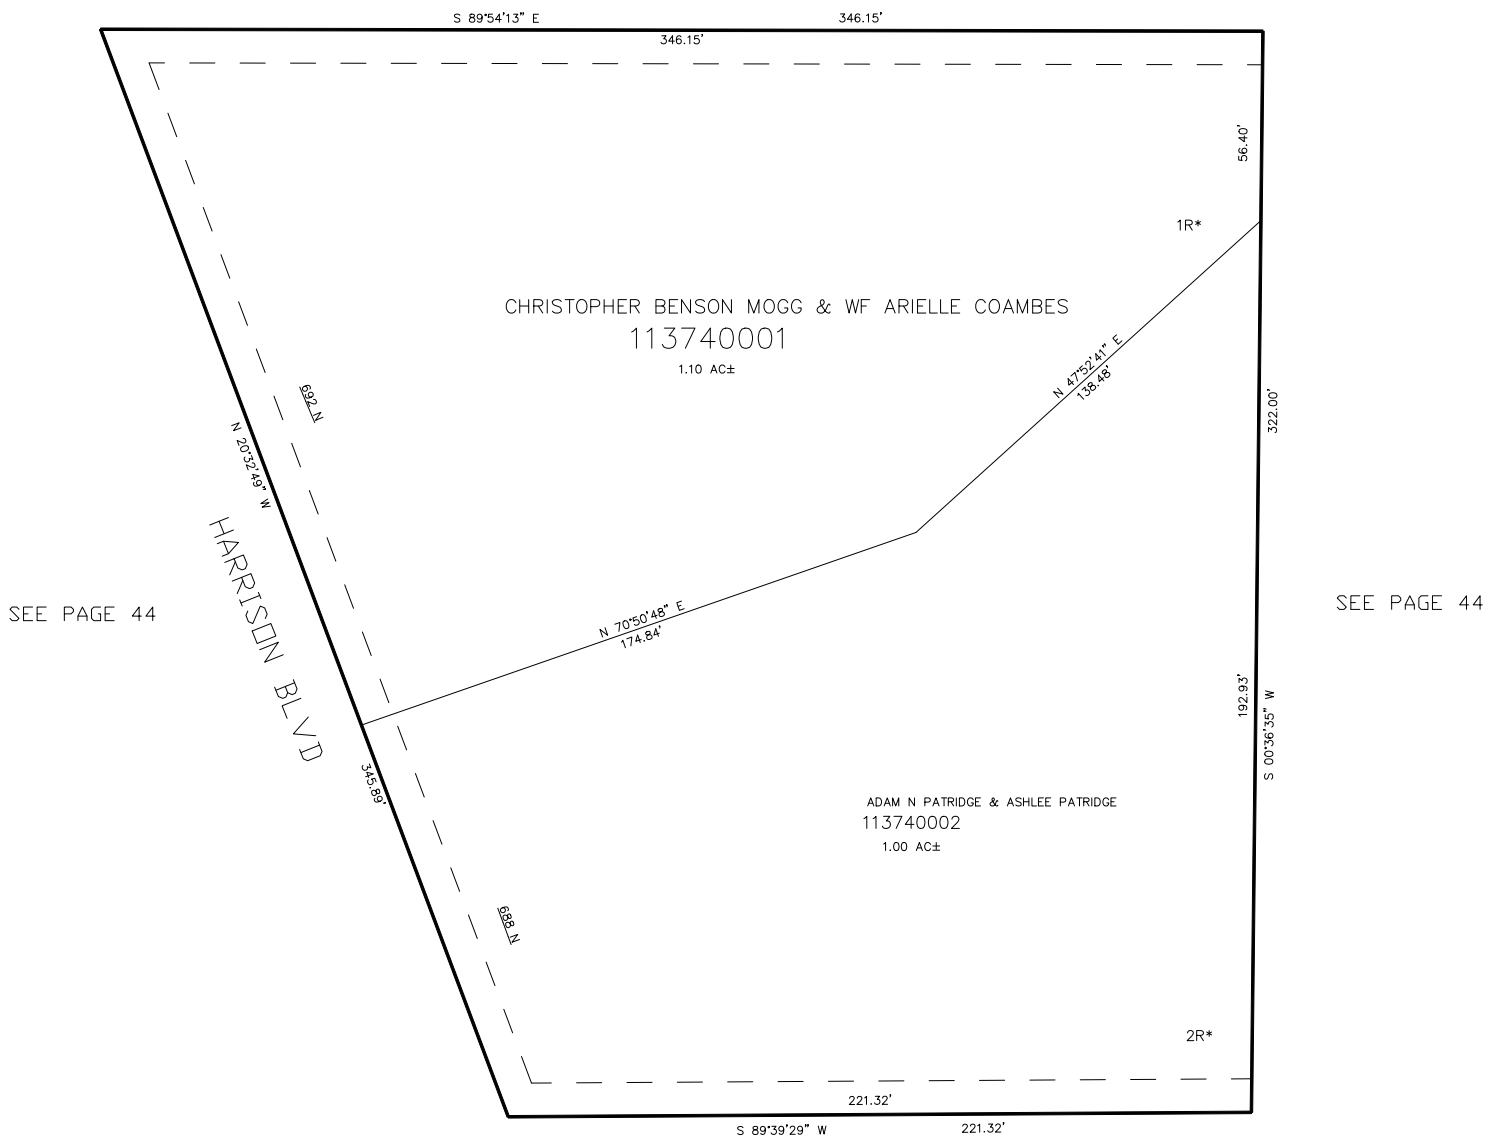 S 89°54'13" E 346.15'
346.15'
56.40'
1R*
CHRISTOPHER BENSON MOGG & WF ARIELLE COAMBES
113740001
1.10 AC±
N 47°52'41" E
138.48'
692 N
322.00'
N 20°32'49" W
HARRISON BLVD
SEE PAGE 44
SEE PAGE 44
N 70°50'48" E
174.84'
192.93'
S 00°36'35" W
345.89'
ADAM N PATRIDGE & ASHLEE PATRIDGE
113740002
1.00 AC±
688 N
2R*
221.32'
S 89°39'29" W 221.32'